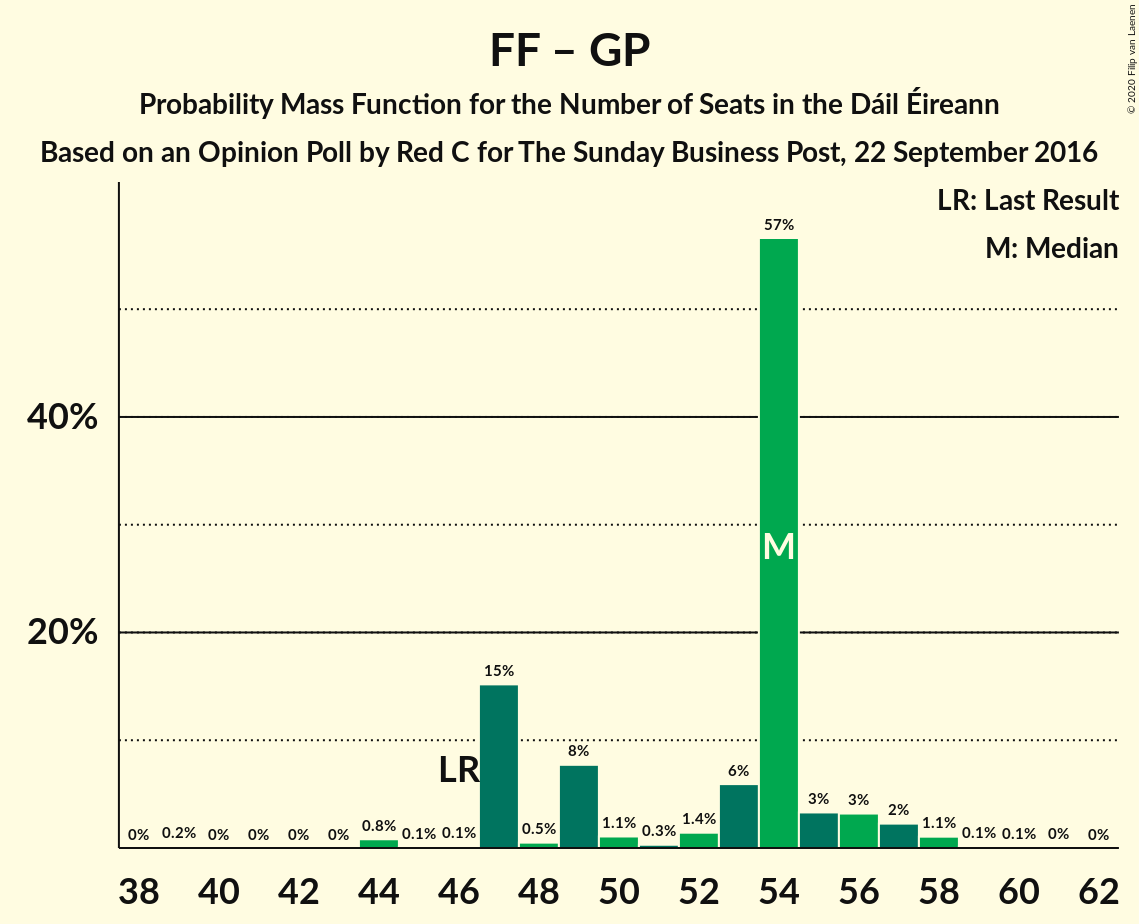 FF – GP
Probability Mass Function for the Number of Seats in the Dáil Éireann
Based on an Opinion Poll by Red C for The Sunday Business Post, 22 September 2016
© 2020 Filip van Laenen
LR: Last Result
M: Median
40%
20%
0% 0.2% 0% 0% 0% 0% 0.8% 0.1% 0.1% 15% 0.5% 8% 1.1% 0.3% 1.4% 6% 57% 3% 3% 2% 1.1% 0.1% 0.1% 0% 0%
LR
M
38 40 42 44 46 48 50 52 54 56 58 60 62